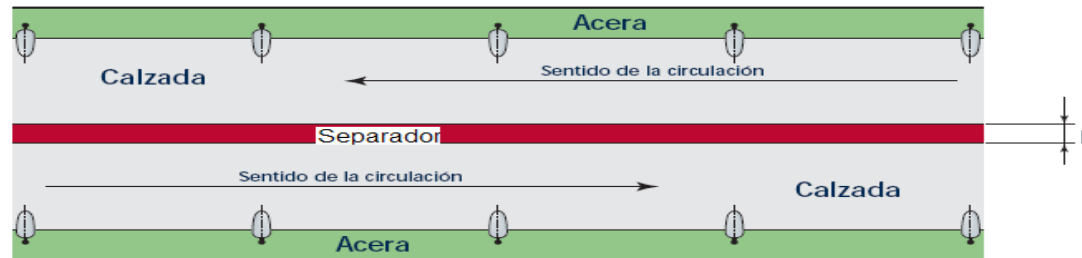 Acera
Calzada
Sentido de la circulación
Separador
Sentido de la circulación
Calzada
Acera